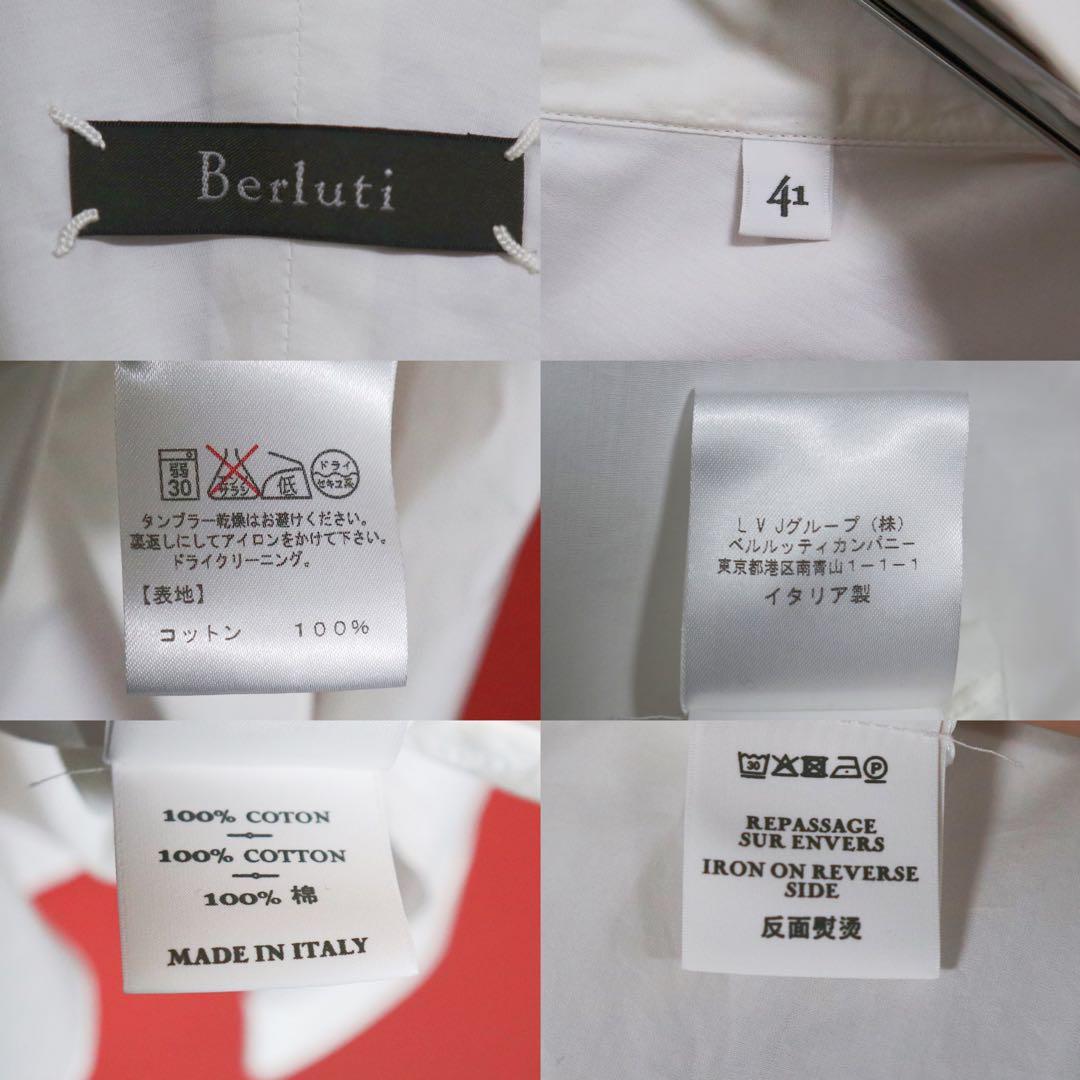 Berluti
41
弱
30
サラシ
低
ドライ
セキユ系
タンブラー乾燥はお避けください。
裏返しにしてアイロンをかけて下さい。
ドライクリーニング。
【表地】
コットン 100%
LVJグループ(株)
ベルルッティカンパニー
東京都港区南青山1-1-1
イタリア製
100% COTON
100% COTTON
100% 棉
MADE IN ITALY
30
P
REPASSAGE
SUR ENVERS
IRON ON REVERSE
SIDE
反面熨烫